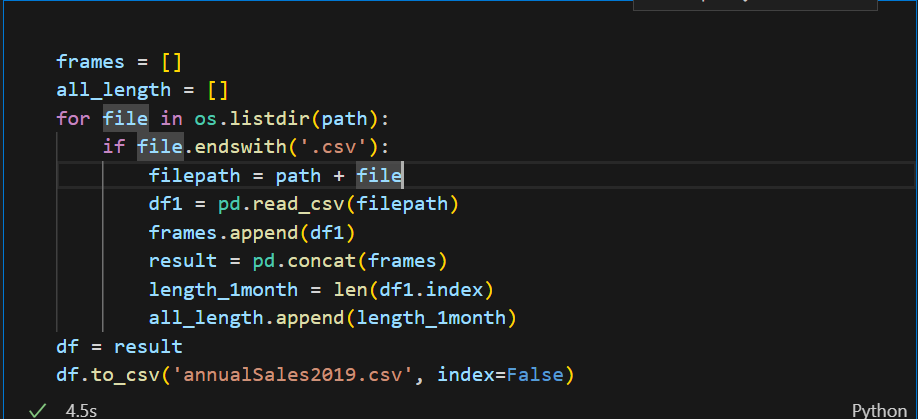 frames = []
all_length = []
for file in os.listdir(path):
    if file.endswith('.csv'):
        filepath = path + file
        df1 = pd.read_csv(filepath)
        frames.append(df1)
        result = pd.concat(frames)
        length_1month = len(df1.index)
        all_length.append(length_1month)
df = result
df.to_csv('annualSales2019.csv', index=False)
4.5s Python